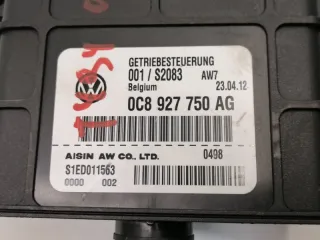 GETRIEBESTEUERUNG
001 / S2083 AW7
Belgium 23.04.12
0C8 927 750 AG
AISIN AW CO., LTD. 0498
S1ED011563
0000 002